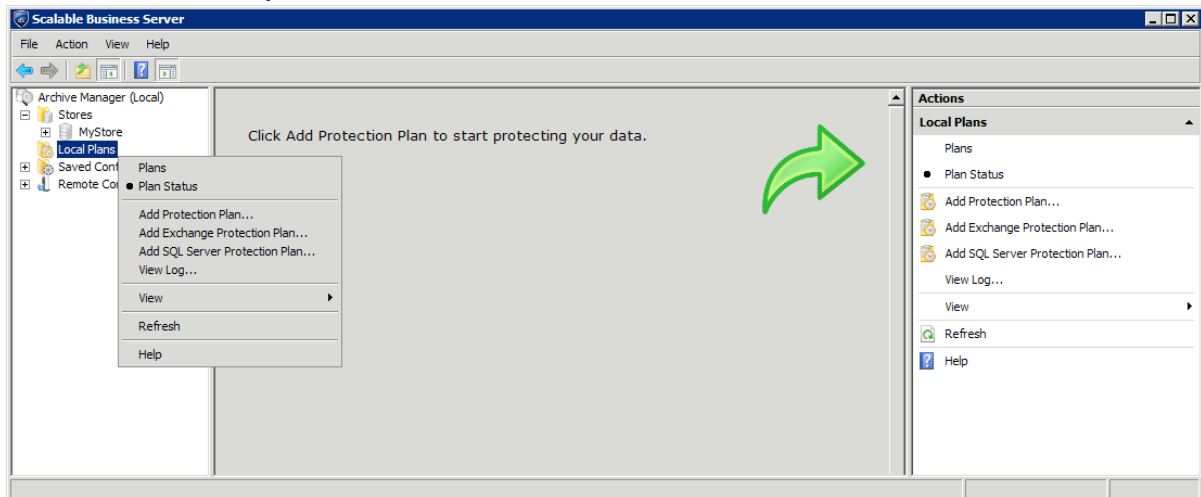 Scalable Business Server
File Action View Help
Archive Manager (Local)
Stores
MyStore
Local Plans
Saved Conf
Remote Co
Plans
Plan Status
Add Protection Plan...
Add Exchange Protection Plan...
Add SQL Server Protection Plan...
View Log...
View
Refresh
Help
Click Add Protection Plan to start protecting your data.
Actions
Local Plans
Plans
Plan Status
Add Protection Plan...
Add Exchange Protection Plan...
Add SQL Server Protection Plan...
View Log...
View
Refresh
Help